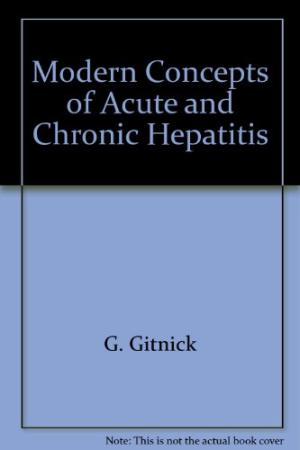 Modern Concepts
of Acute and
Chronic Hepatitis
G. Gitnick
Note: This is not the actual book cover